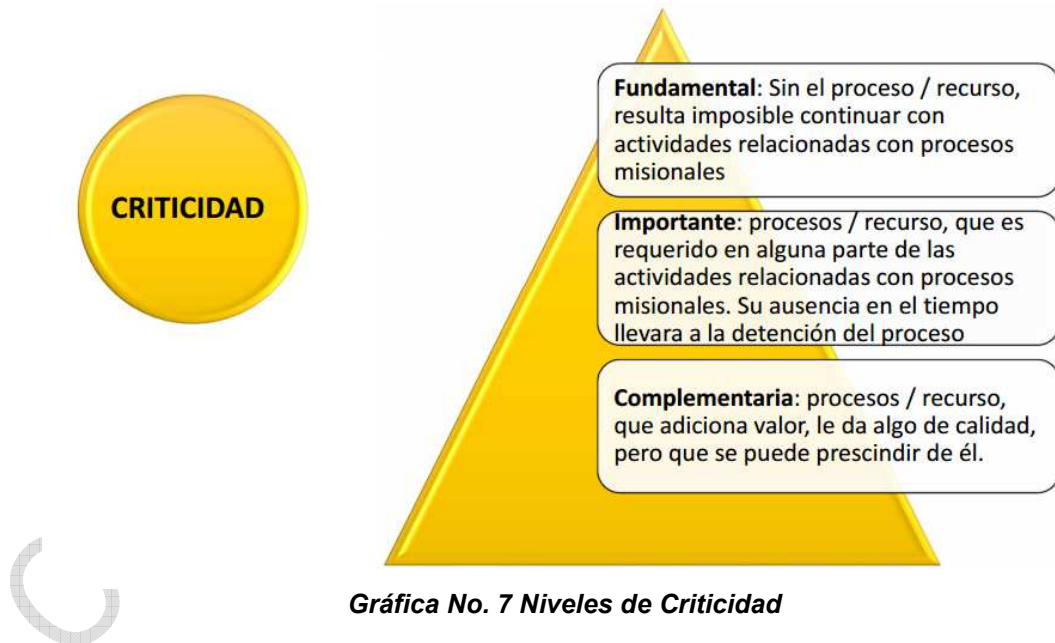 CRITICIDAD
Fundamental: Sin el proceso / recurso,
resulta imposible continuar con
actividades relacionadas con procesos
misionales
Importante: procesos / recurso, que es
requerido en alguna parte de las
actividades relacionadas con procesos
misionales. Su ausencia en el tiempo
llevara a la detención del proceso
Complementaria: procesos / recurso,
que adiciona valor, le da algo de calidad,
pero que se puede prescindir de él.
Gráfica No. 7 Niveles de Criticidad